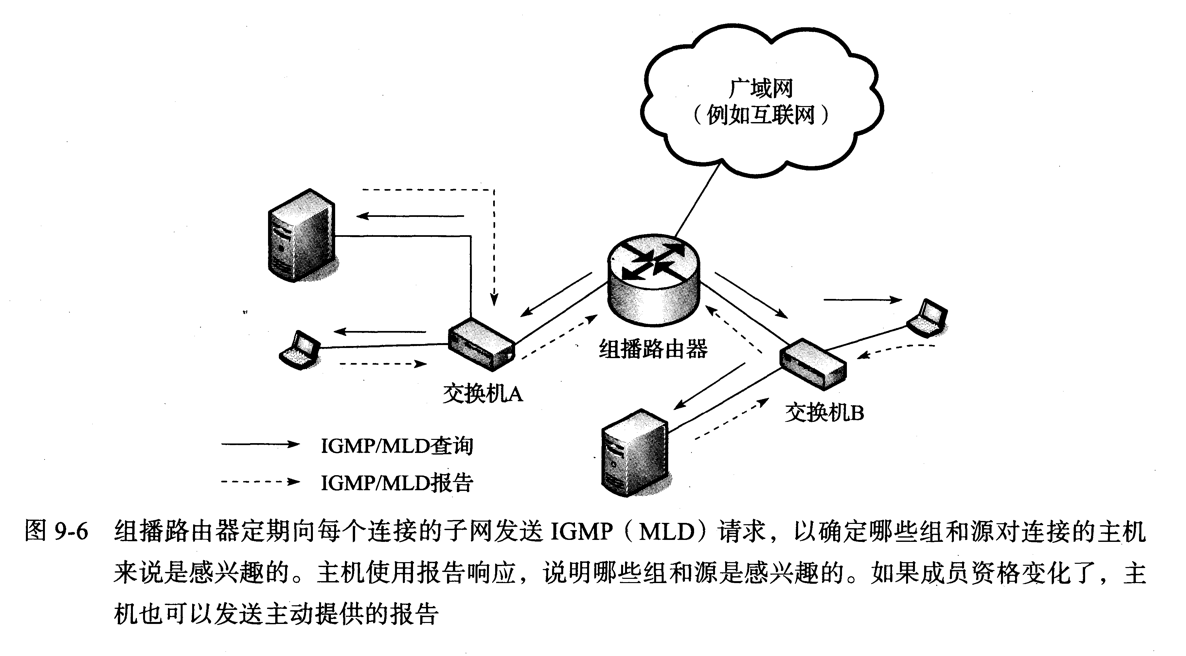 广域网
（例如互联网）
组播路由器
交换机A
交换机B
IGMP/MLD查询
IGMP/MLD报告
图 9-6 组播路由器定期向每个连接的子网发送 IGMP（MLD）请求，以确定哪些组和源对连接的主机
来说是感兴趣的。主机使用报告响应，说明哪些组和源是感兴趣的。如果成员资格变化了，主
机也可以发送主动提供的报告